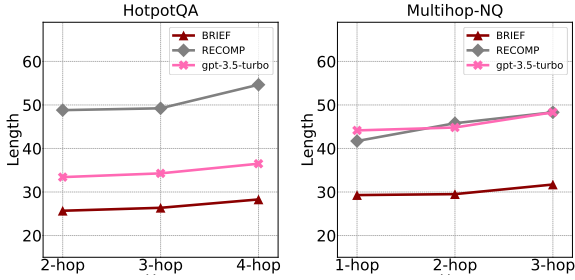 HotpotQA
BRIEF
RECOMP
gpt-3.5-turbo
Length
60
50
40
30
20
2-hop
3-hop
4-hop
Multihop-NQ
BRIEF
RECOMP
gpt-3.5-turbo
Length
60
50
40
30
20
1-hop
2-hop
3-hop